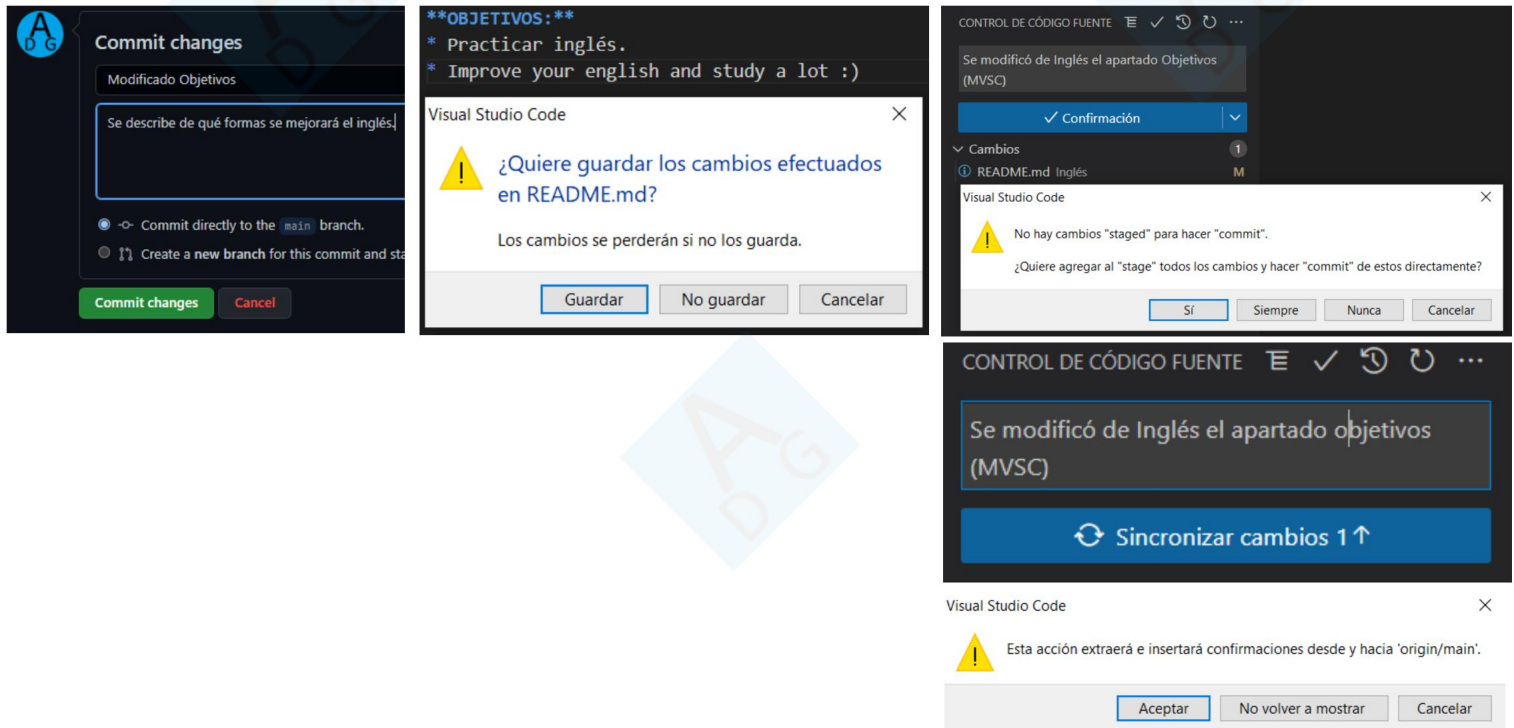 A
D G
Commit changes
Modificado Objetivos
Se describe de qué formas se mejorará el inglés.
Commit directly to the main branch.
Create a new branch for this commit and sta
Commit changes Cancel
**OBJETIVOS:**
* Practicar inglés.
* Improve your english and study a lot :)
Visual Studio Code
¿Quiere guardar los cambios efectuados
en README.md?
Los cambios se perderán si no los guarda.
Guardar No guardar Cancelar
CONTROL DE CÓDIGO FUENTE
Se modificó de Inglés el apartado Objetivos
(MVSC)
Confirmación
Cambios 1
README.md Inglés M
Visual Studio Code
No hay cambios "staged" para hacer "commit".
¿Quiere agregar al "stage" todos los cambios y hacer "commit" de estos directamente?
Sí Siempre Nunca Cancelar
CONTROL DE CÓDIGO FUENTE
Se modificó de Inglés el apartado objetivos
(MVSC)
Sincronizar cambios 1↑
Visual Studio Code
Esta acción extraerá e insertará confirmaciones desde y hacia 'origin/main'.
Aceptar No volver a mostrar Cancelar
A
D G